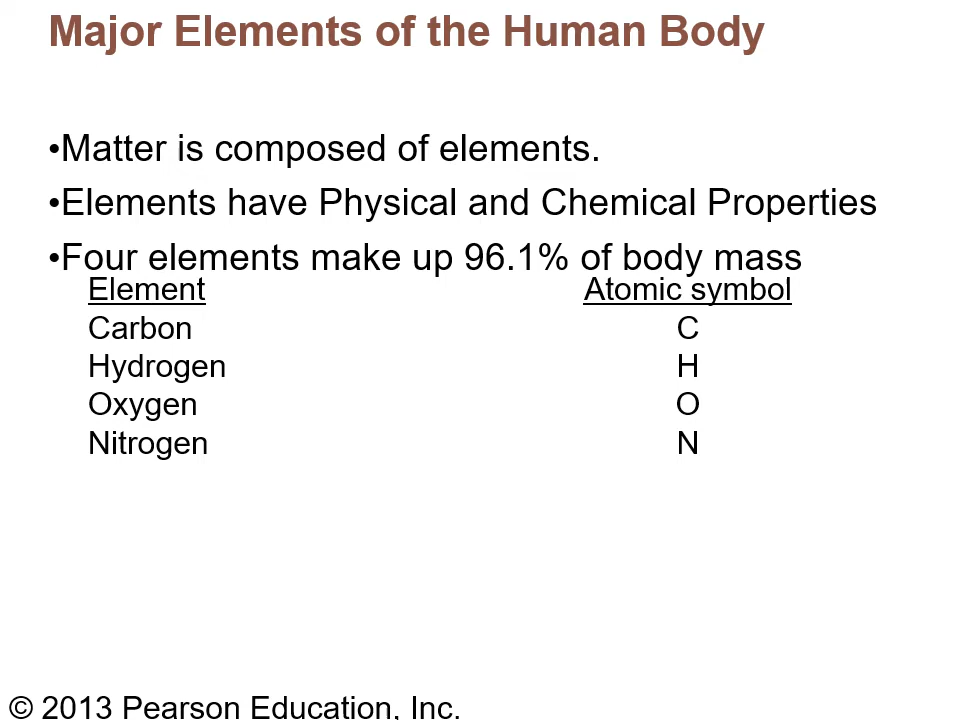 Major Elements of the Human Body
•Matter is composed of elements.
•Elements have Physical and Chemical Properties
•Four elements make up 96.1% of body mass
Element Atomic symbol
Carbon C
Hydrogen H
Oxygen O
Nitrogen N
© 2013 Pearson Education, Inc.